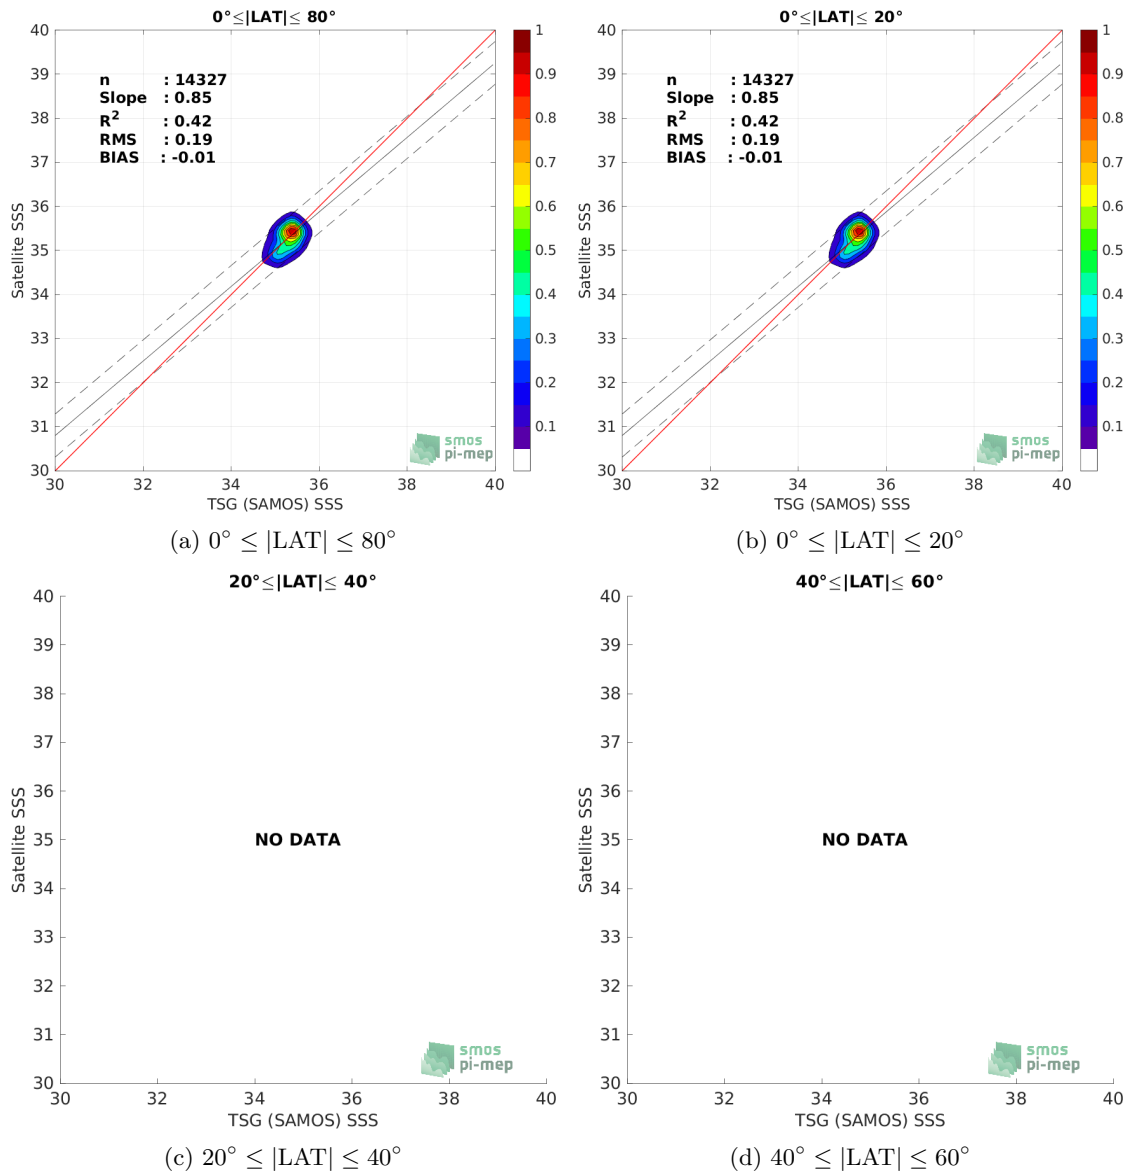 0°≤|LAT|≤ 80°
40
39
38
37
36
35
34
33
32
31
30
Satellite SSS
n : 14327
Slope : 0.85
R² : 0.42
RMS : 0.19
BIAS : -0.01
smos
pi-mep
30 32 34 36 38 40
TSG (SAMOS) SSS
1
0.9
0.8
0.7
0.6
0.5
0.4
0.3
0.2
0.1
(a) 0° ≤ |LAT| ≤ 80°
0°≤|LAT|≤ 20°
40
39
38
37
36
35
34
33
32
31
30
Satellite SSS
n : 14327
Slope : 0.85
R² : 0.42
RMS : 0.19
BIAS : -0.01
smos
pi-mep
30 32 34 36 38 40
TSG (SAMOS) SSS
1
0.9
0.8
0.7
0.6
0.5
0.4
0.3
0.2
0.1
(b) 0° ≤ |LAT| ≤ 20°
20°≤|LAT|≤ 40°
40
39
38
37
36
35
34
33
32
31
30
Satellite SSS
NO DATA
smos
pi-mep
30 32 34 36 38 40
TSG (SAMOS) SSS
(c) 20° ≤ |LAT| ≤ 40°
40°≤|LAT|≤ 60°
40
39
38
37
36
35
34
33
32
31
30
Satellite SSS
NO DATA
smos
pi-mep
30 32 34 36 38 40
TSG (SAMOS) SSS
(d) 40° ≤ |LAT| ≤ 60°